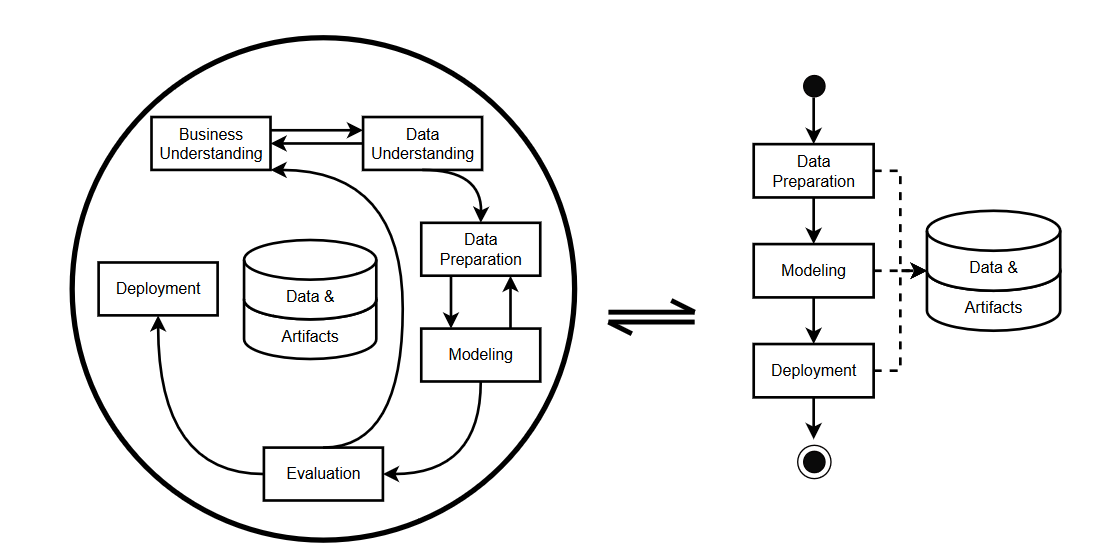 Business
Understanding
Data
Understanding
Data
Preparation
Deployment
Data &
Artifacts
Modeling
Evaluation
Data
Preparation
Modeling
Data &
Artifacts
Deployment